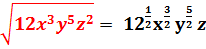 √(12x³y⁵z²) = 12^(1/2) x^(3/2) y^(5/2) z